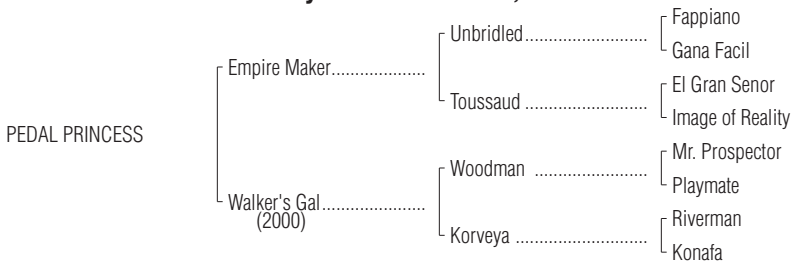 Fappiano
Unbridled
Gana Facil
Empire Maker
El Gran Senor
Toussaud
Image of Reality
PEDAL PRINCESS
Mr. Prospector
Woodman
Playmate
Walker's Gal
(2000)
Riverman
Korveya
Konafa